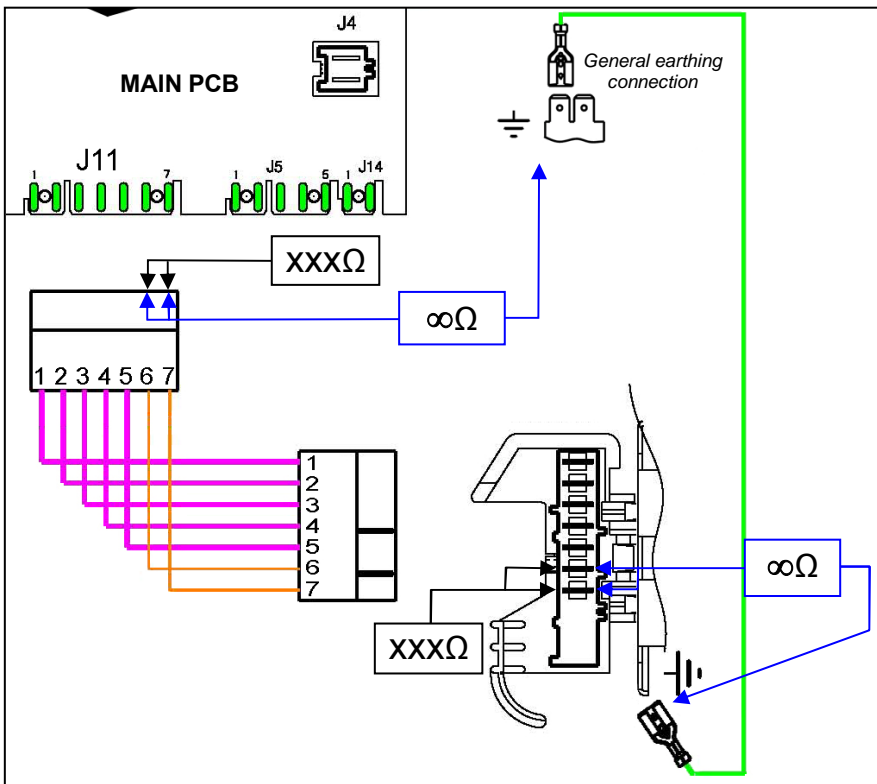 J4
MAIN PCB
General earthing
connection
J11
1
7
J5
1
5
J14
1
xxxΩ
∞Ω
1 2 3 4 5 6 7
1
2
3
4
5
6
7
∞Ω
xxxΩ